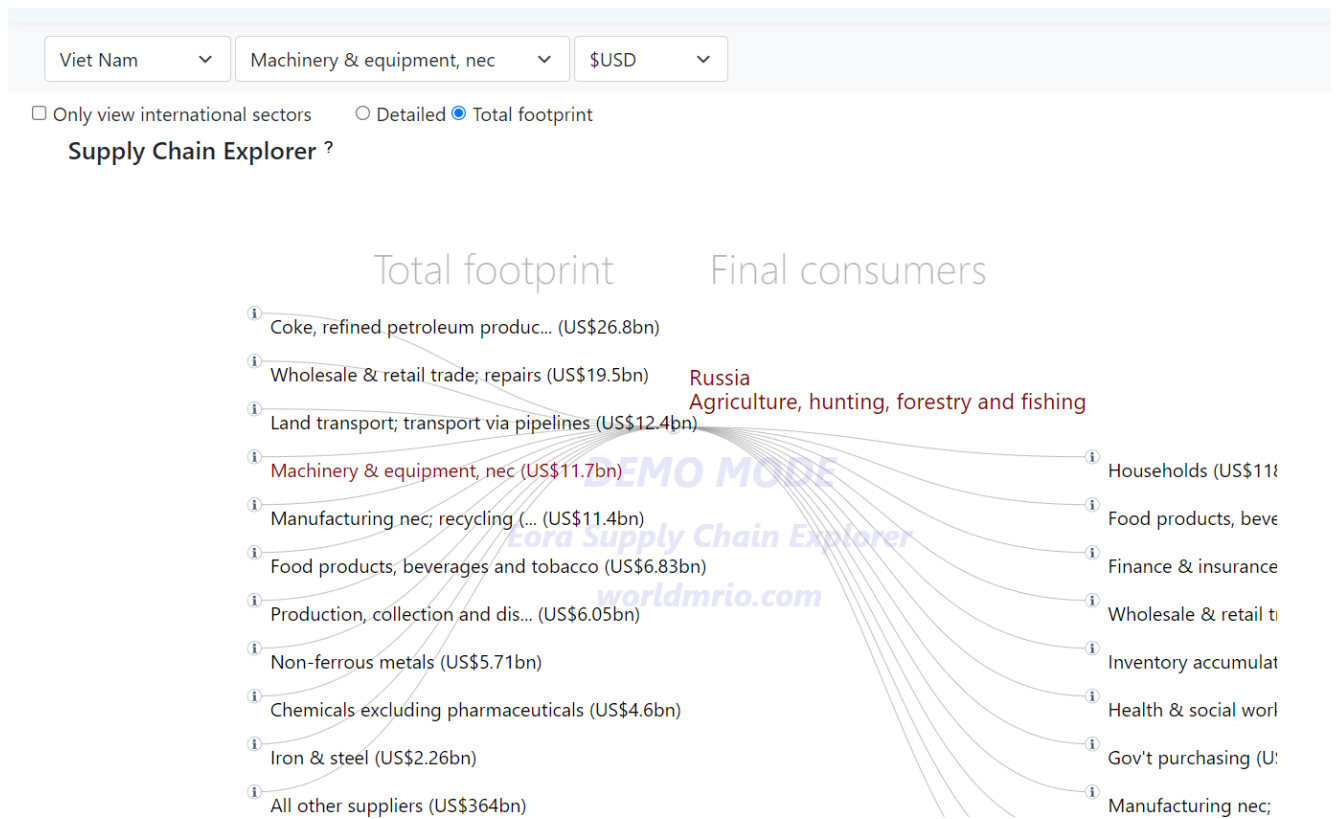 Viet Nam
Machinery & equipment, nec
$USD
Only view international sectors
Detailed
Total footprint
Supply Chain Explorer ?
Total footprint
Final consumers
Coke, refined petroleum produc... (US$26.8bn)
Wholesale & retail trade; repairs (US$19.5bn)
Land transport; transport via pipelines (US$12.4bn)
Machinery & equipment, nec (US$11.7bn)
Manufacturing nec; recycling (... (US$11.4bn)
Food products, beverages and tobacco (US$6.83bn)
Production, collection and dis... (US$6.05bn)
Non-ferrous metals (US$5.71bn)
Chemicals excluding pharmaceuticals (US$4.6bn)
Iron & steel (US$2.26bn)
All other suppliers (US$364bn)
Russia
Agriculture, hunting, forestry and fishing
DEMO MODE
Eora Supply Chain Explorer
worldmrio.com
Households (US$118
Food products, beve
Finance & insurance
Wholesale & retail
Inventory accumulat
Health & social
Gov't purchasing
Manufacturing nec;